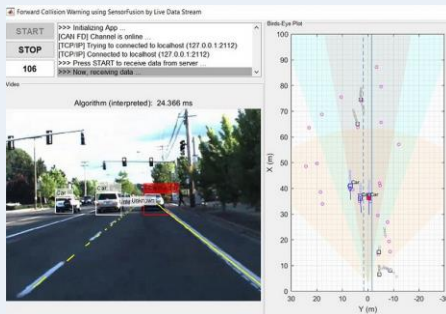 Forward Collision Warning using SensorFusion by Live Data Stream
START
STOP
106
>>> Initializing App ...
[CAN FD] Channel is online ...
[TCP/IP] Trying to connected to localhost (127.0.0.1:2112)
[TCP/IP] Connected to localhost (127.0.0.1:2112)
>>> Press START to receive data from server ...
>>> Now, receiving data ...
Video
Algorithm (interpreted): 24.366 ms
Car
Car
Birds-Eye Plot
X (m)
100
90
80
70
60
50
40
30
20
10
0
Car
Car
30
20
10
0
-10
-20
-30
Y (m)